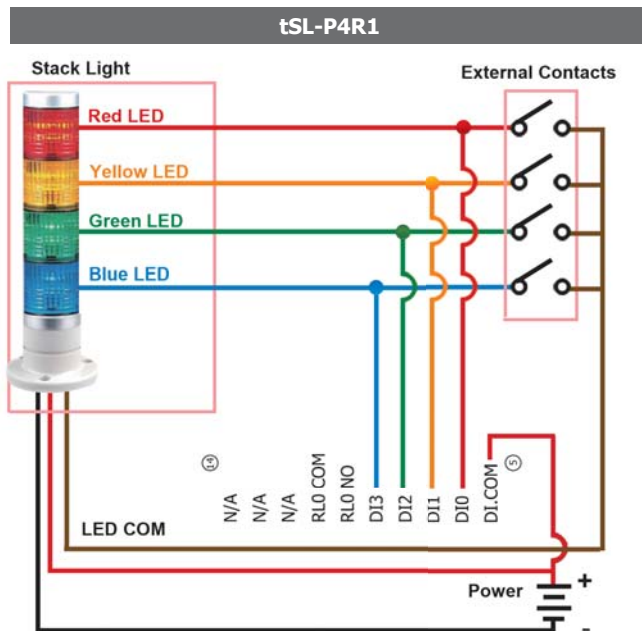 tSL-P4R1
Stack Light
External Contacts
Red LED
Yellow LED
Green LED
Blue LED
14
N/A
N/A
N/A
RL0 COM
RL0 NO
DI3
DI2
DI1
DI0
DI.COM
5
LED COM
Power
+
-